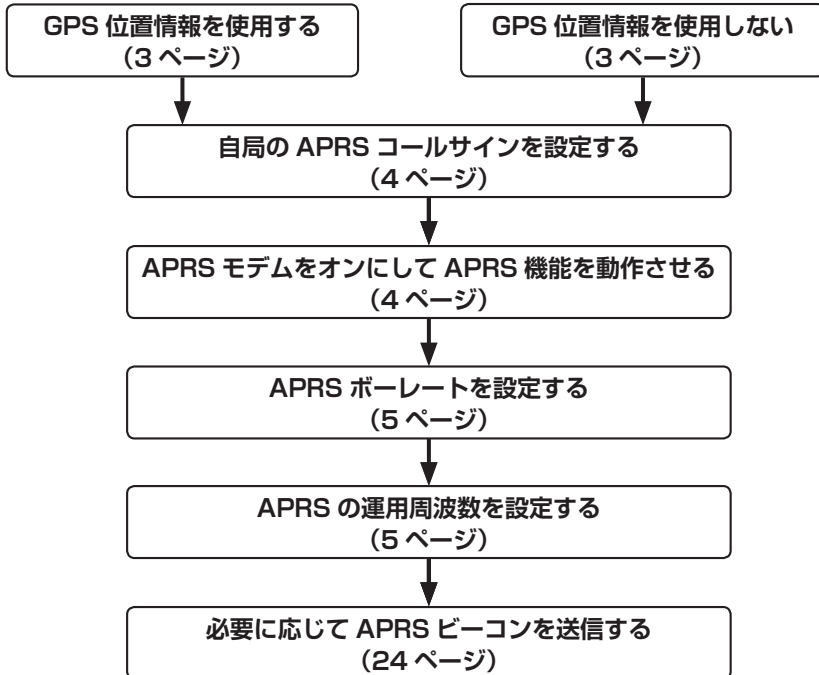 GPS 位置情報を使用する
(3 ページ)
GPS 位置情報を使用しない
(3 ページ)
自局の APRS コールサインを設定する
(4 ページ)
APRS モデムをオンにして APRS 機能を動作させる
(4 ページ)
APRS ボーレートを設定する
(5 ページ)
APRS の運用周波数を設定する
(5 ページ)
必要に応じて APRS ビーコンを送信する
(24 ページ)